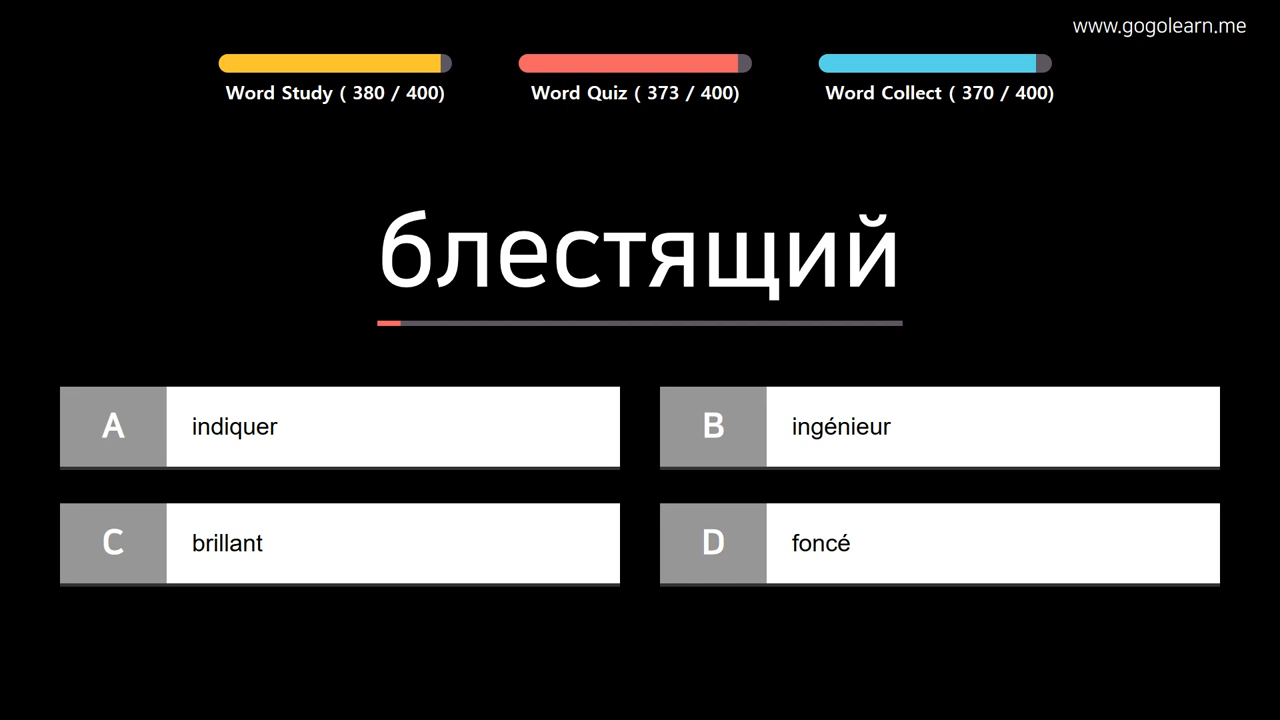 www.gogolearn.me
Word Study ( 380 / 400)
Word Quiz ( 373 / 400)
Word Collect ( 370 / 400)
блестящий
A indiquer
B ingénieur
C brillant
D foncé